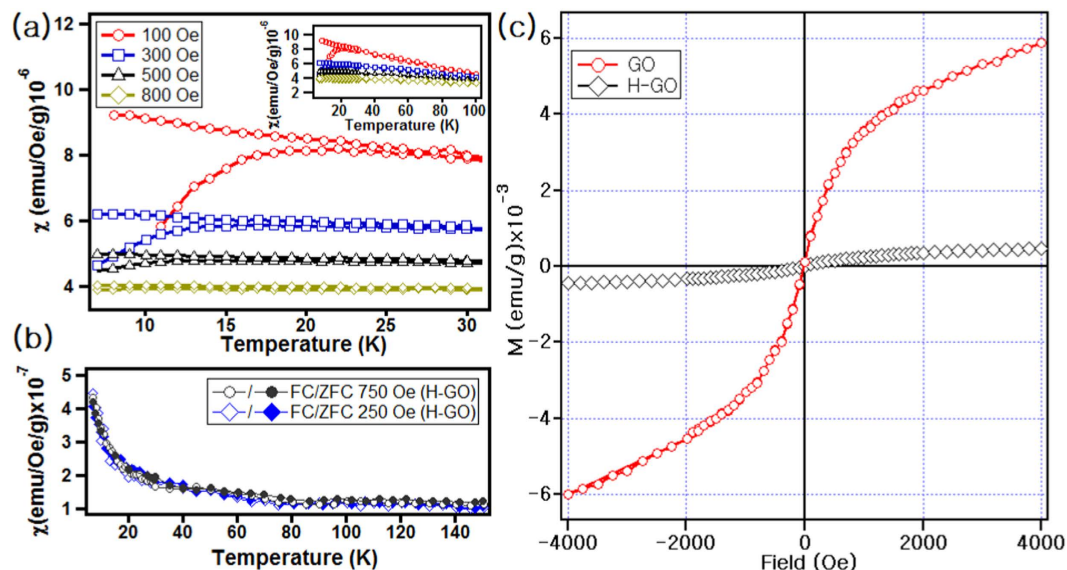 (a)
χ (emu/Oe/g)10⁻⁶
12
10
8
6
4
100 Oe
300 Oe
500 Oe
800 Oe
10
15
20
25
30
Temperature (K)
χ(emu/Oe/g)10⁻⁶
10
8
6
4
2
20
40
60
80
100
Temperature (K)
(b)
χ(emu/Oe/g)x10⁻⁷
5
4
3
2
1
/ FC/ZFC 750 Oe (H-GO)
/ FC/ZFC 250 Oe (H-GO)
20
40
60
80
100
120
140
Temperature (K)
(c)
M (emu/g)×10⁻³
6
4
2
0
-2
-4
-6
GO
H-GO
-4000
-2000
0
2000
4000
Field (Oe)